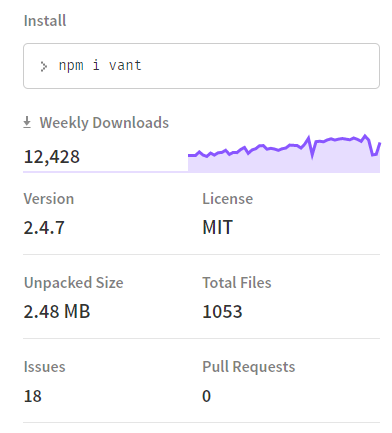 Install
> npm i vant
Weekly Downloads
12,428
Version
License
2.4.7
MIT
Unpacked Size
Total Files
2.48 MB
1053
Issues
Pull Requests
18
0